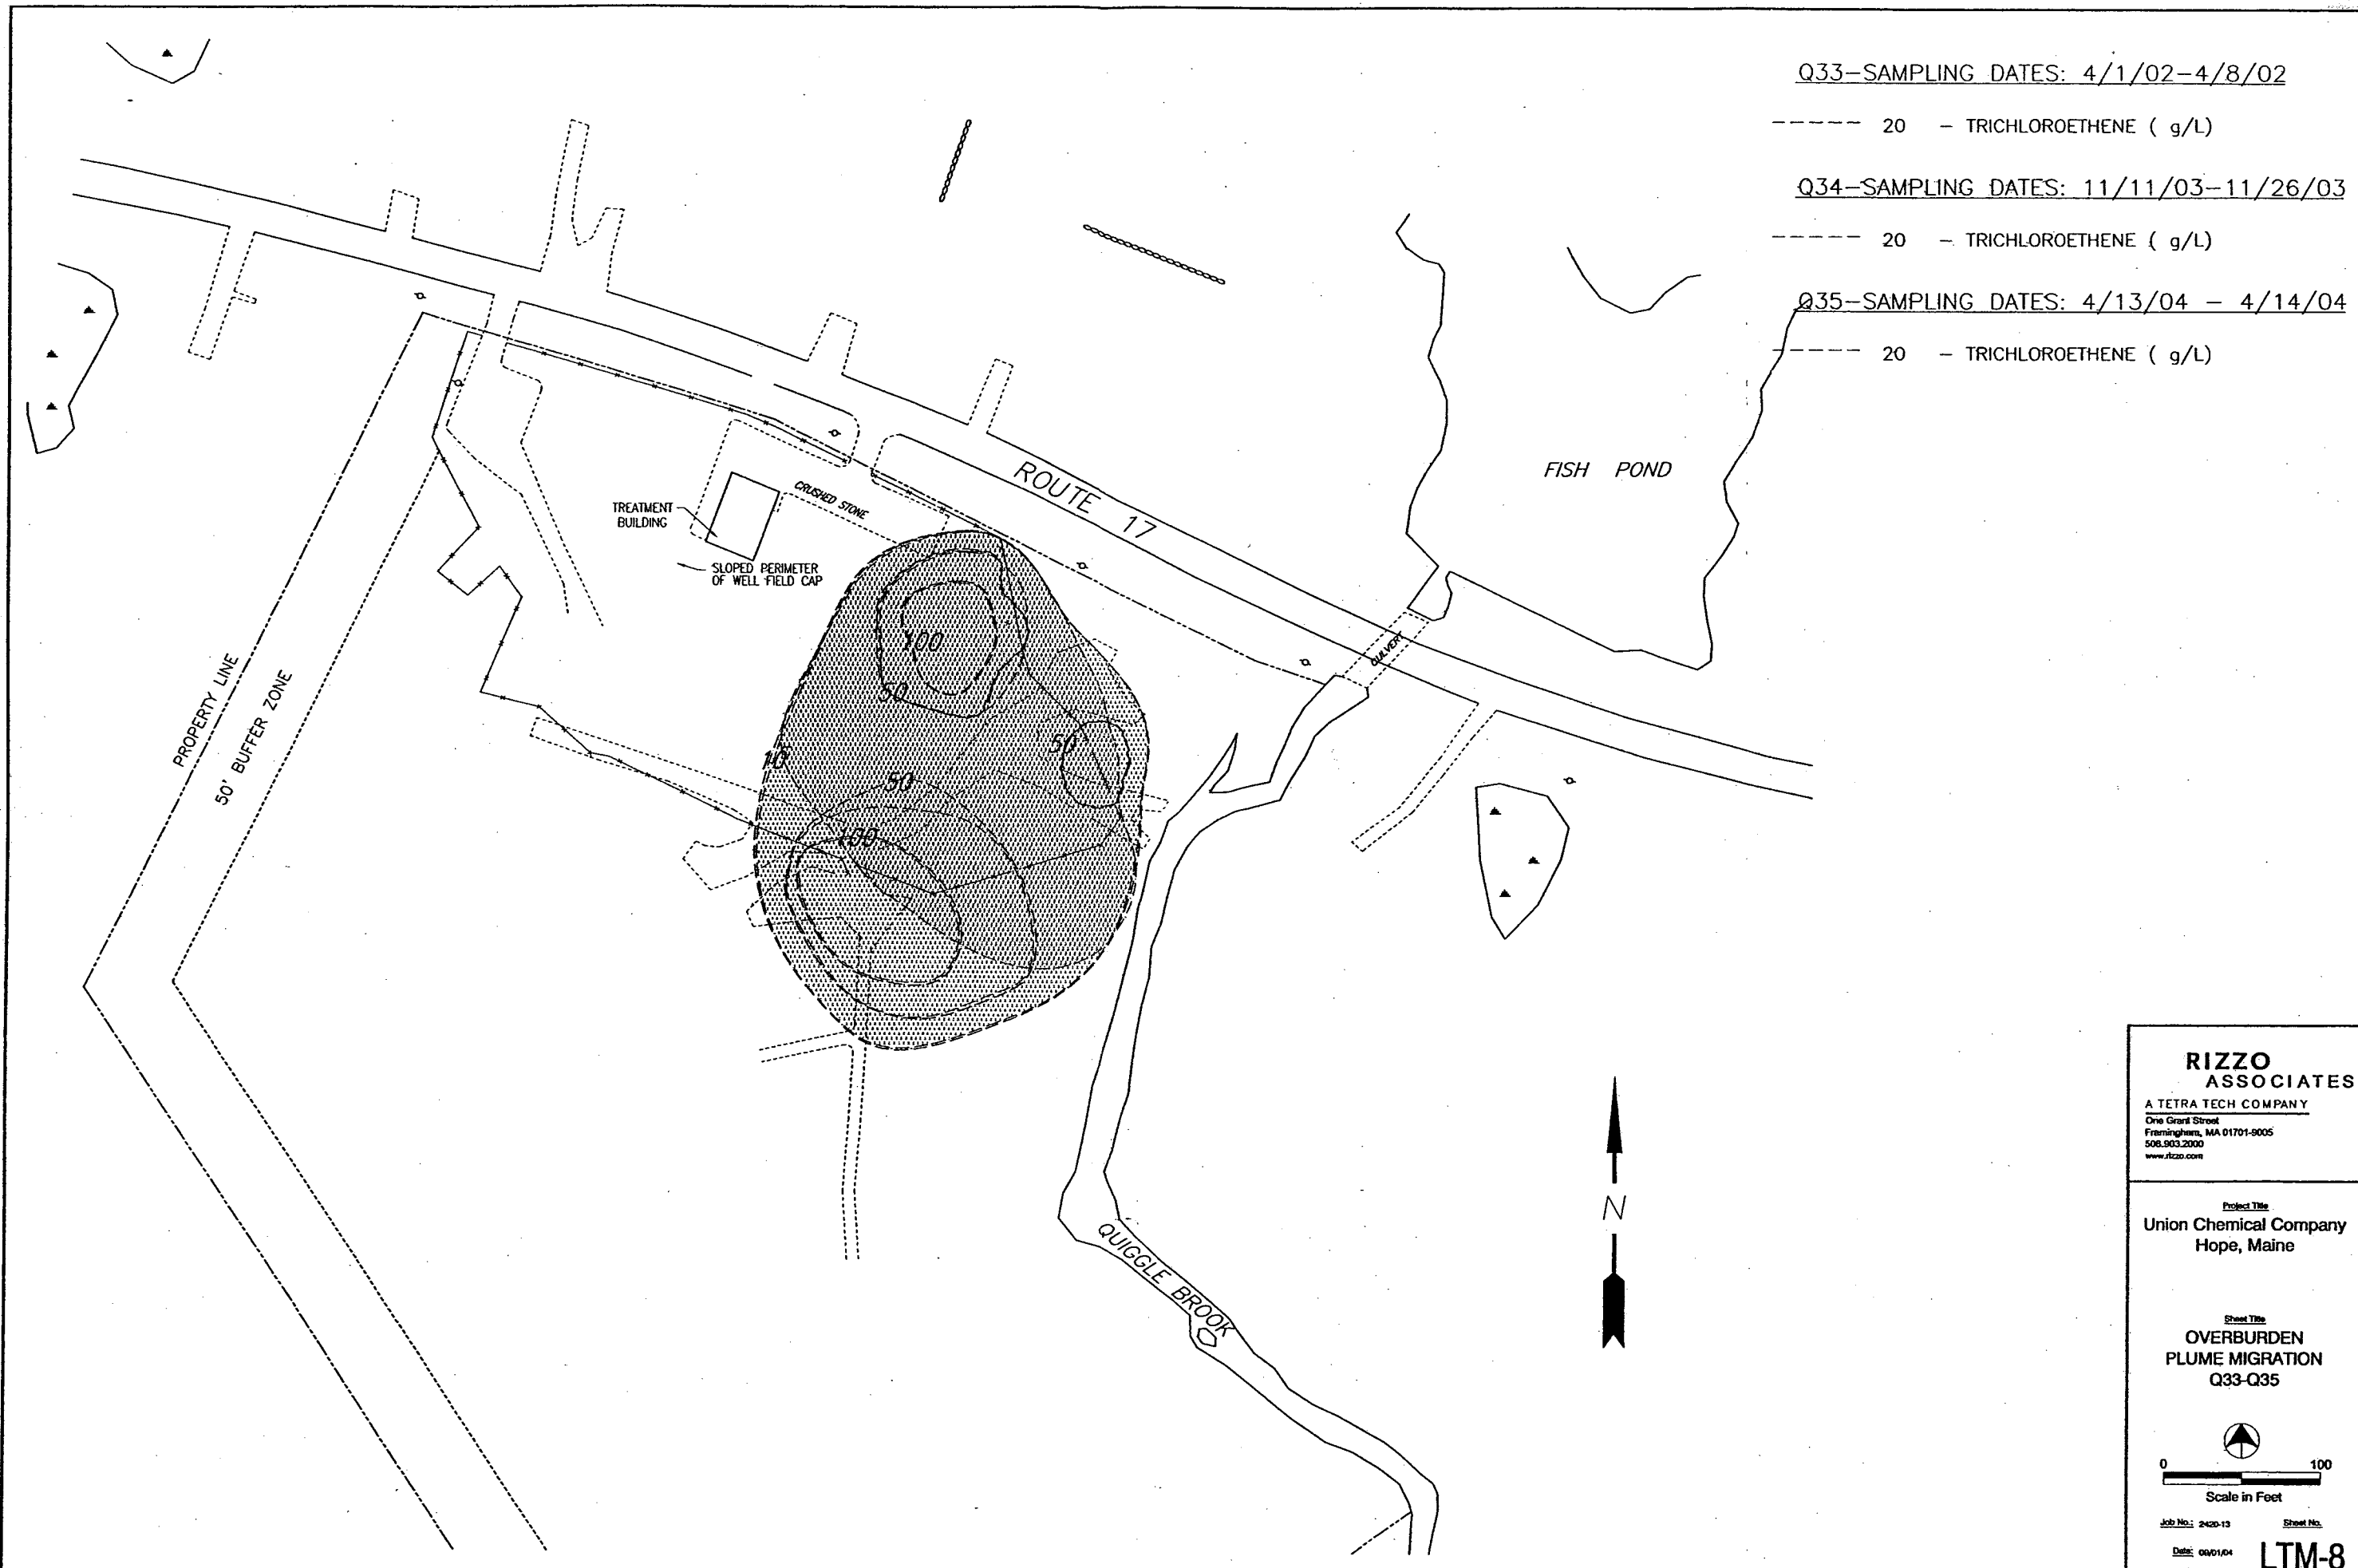 Q33-SAMPLING DATES: 4/1/02-4/8/02
20 - TRICHLOROETHENE ( g/L)
Q34-SAMPLING DATES: 11/11/03-11/26/03
20 - TRICHLOROETHENE ( g/L)
Q35-SAMPLING DATES: 4/13/04 - 4/14/04
20 - TRICHLOROETHENE ( g/L)
FISH POND
ROUTE 17
CRUSHED STONE
TREATMENT
BUILDING
SLOPED PERIMETER
OF WELL FIELD CAP
CULVERT
PROPERTY LINE
50' BUFFER ZONE
100
50
50
10
50
100
QUIGGLE BROOK
N
RIZZO
ASSOCIATES
A TETRA TECH COMPANY
One Grant Street
Framingham, MA 01701-9005
508.903.2000
www.rizzo.com
Project Title
Union Chemical Company
Hope, Maine
Sheet Title
OVERBURDEN
PLUME MIGRATION
Q33-Q35
0 100
Scale in Feet
Job No.: 2420-13 Sheet No.
Date: 09/01/04 LTM-8